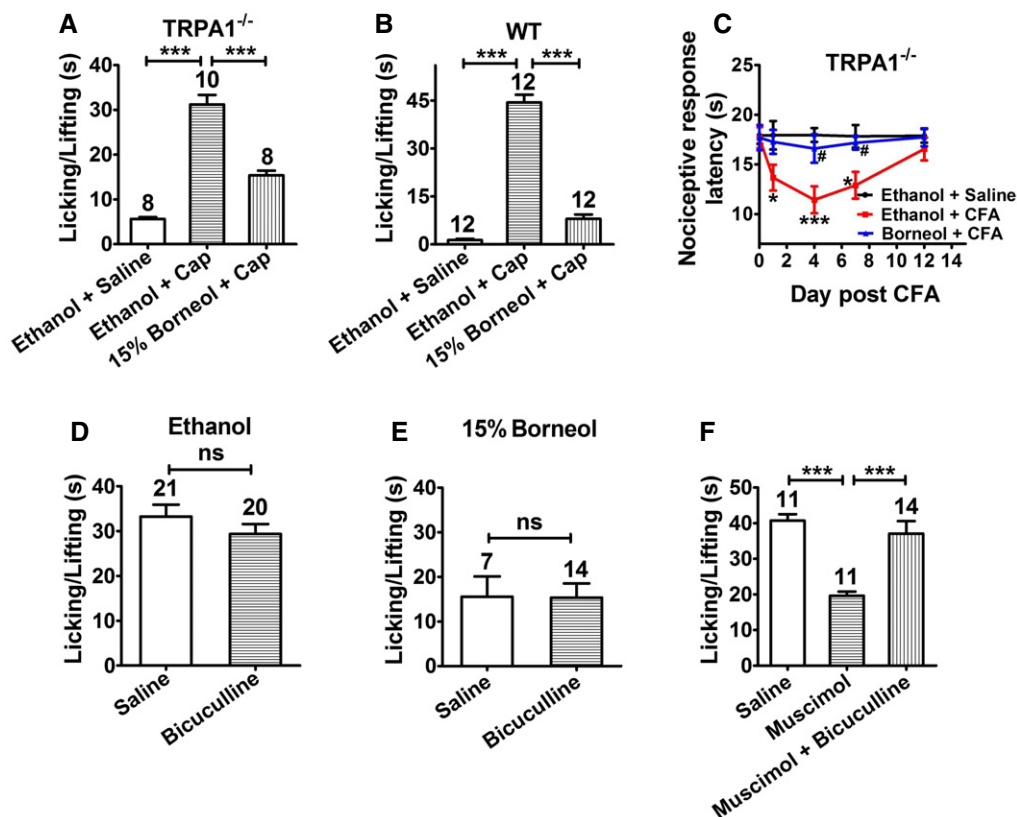 A
TRPA1-/-
***
***
40
30
20
10
0
Licking/Lifting (s)
8
10
8
Ethanol + Saline
Ethanol + Cap
15% Borneol + Cap
B
WT
***
***
45
30
15
0
Licking/Lifting (s)
12
12
12
Ethanol + Saline
Ethanol + Cap
15% Borneol + Cap
C
TRPA1-/-
Nociceptive response
latency (s)
25
20
15
10
#
#
*
***
*
Ethanol + Saline
Ethanol + CFA
Borneol + CFA
0 2 4 6 8 10 12 14
Day post CFA
D
Ethanol
ns
40
30
20
10
0
Licking/Lifting (s)
21
20
Saline
Bicuculline
E
15% Borneol
ns
40
30
20
10
0
Licking/Lifting (s)
7
14
Saline
Bicuculline
F
***
***
50
40
30
20
10
0
Licking/Lifting (s)
11
11
14
Saline
Muscimol
Muscimol + Bicuculline